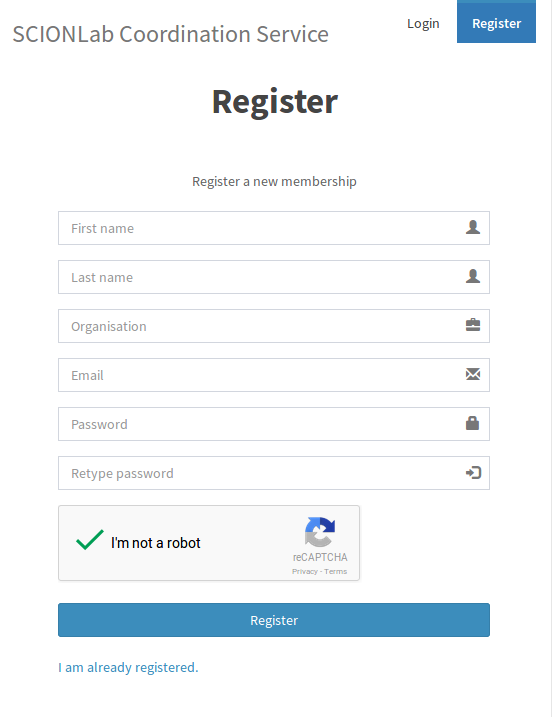 SCIONLab Coordination Service
Login
Register
Register
Register a new membership
First name
Last name
Organisation
Email
Password
Retype password
I'm not a robot
reCAPTCHA
Privacy - Terms
Register
I am already registered.